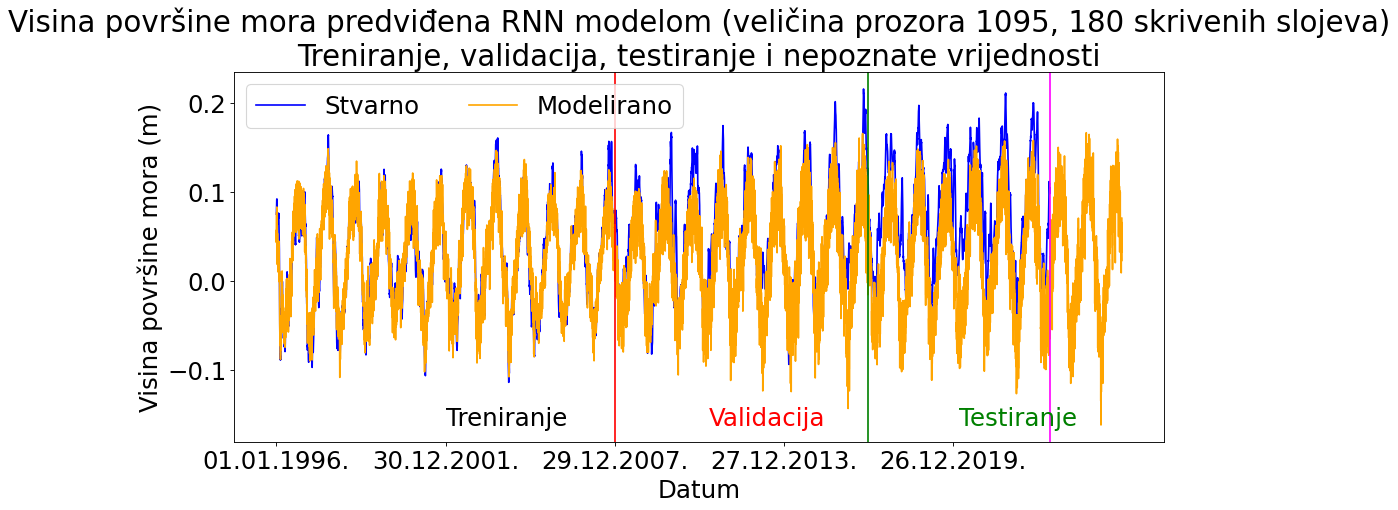 Visina površine mora predviđena RNN modelom (veličina prozora 1095, 180 skrivenih slojeva)
Treniranje, validacija, testiranje i nepoznate vrijednosti
Stvarno Modelirano
Visina površine mora (m)
0.2
0.1
0.0
−0.1
Treniranje Validacija Testiranje
01.01.1996. 30.12.2001. 29.12.2007. 27.12.2013. 26.12.2019.
Datum